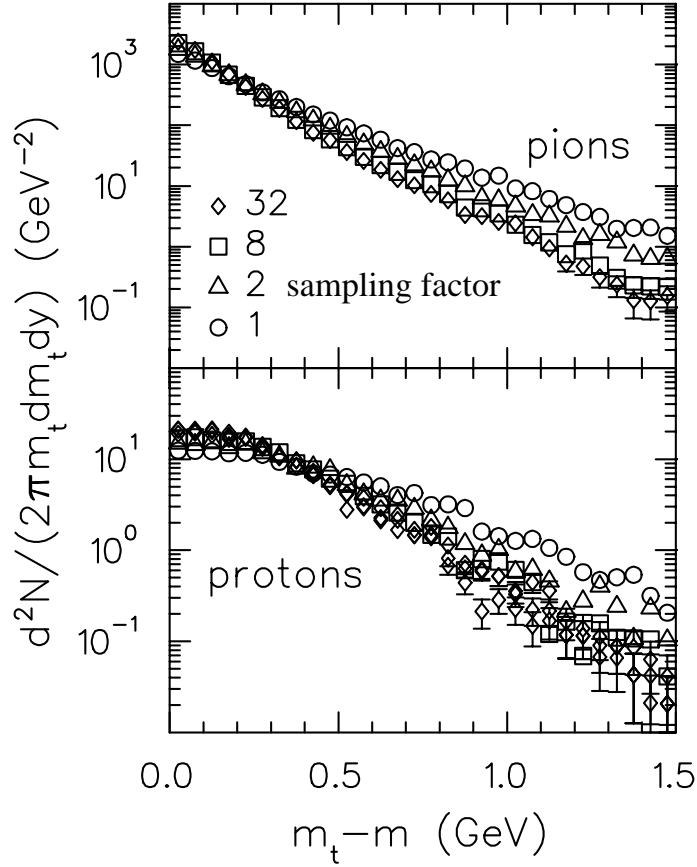 d²N/(2πm_t dm_t dy) (GeV⁻²)
10³
10¹
10⁻¹
pions
◇ 32
□ 8
△ 2 sampling factor
○ 1
10¹
10⁰
10⁻¹
protons
0.0 0.5 1.0 1.5
m_t−m (GeV)